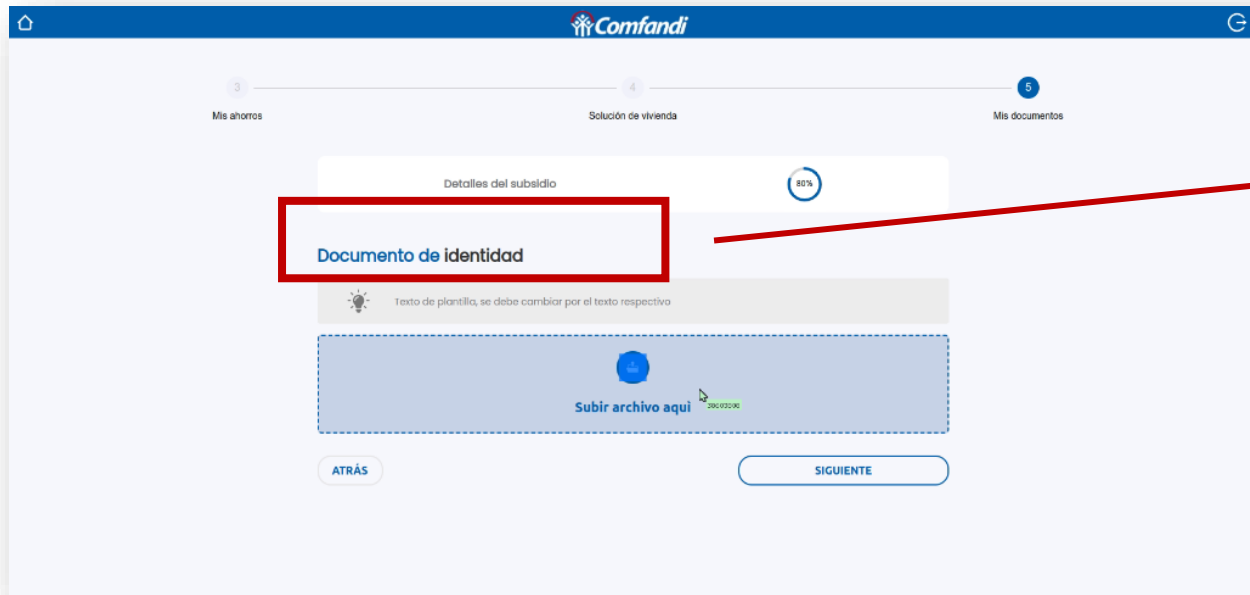 Comfandi
3 4 5
Mis ahorros Solución de vivienda Mis documentos
Detalles del subsidio 80%
Documento de identidad
Texto de plantilla, se debe cambiar por el texto respectivo
Subir archivo aquì
ATRÁS SIGUIENTE